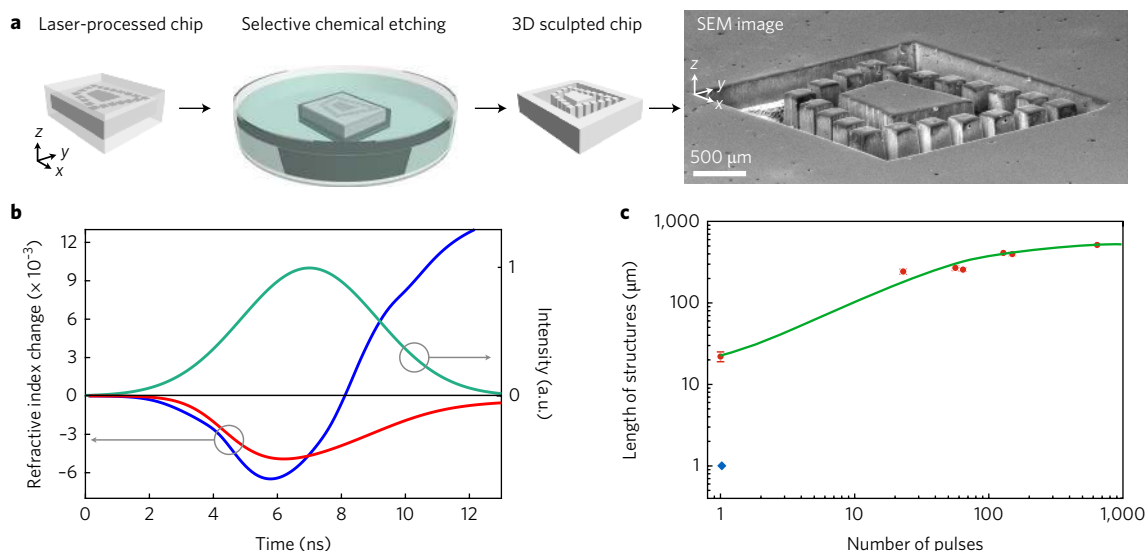 a
Laser-processed chip
Selective chemical etching
3D sculpted chip
SEM image
z
y
x
z
y
x
500 μm
b
Refractive index change (× 10⁻³)
12
9
6
3
0
−3
−6
0
2
4
6
8
10
12
Time (ns)
1
0
Intensity (a.u.)
c
Length of structures (μm)
1,000
100
10
1
1
10
100
1,000
Number of pulses